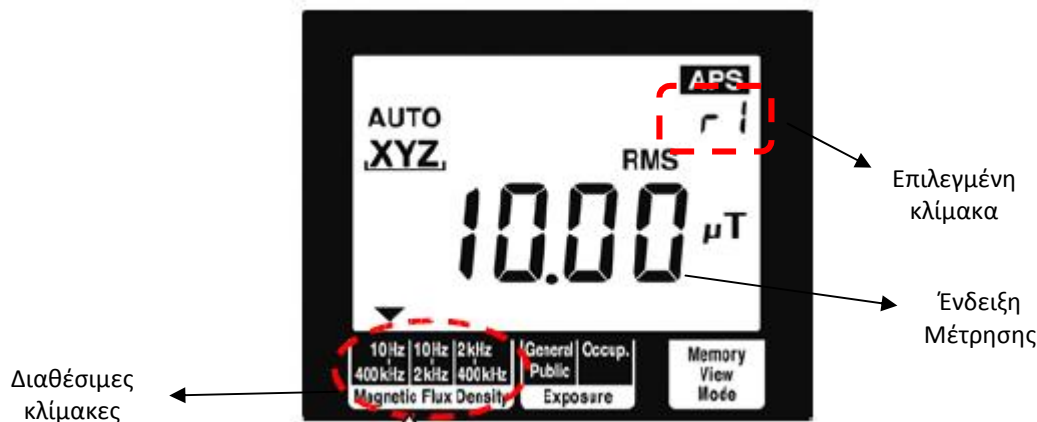 APS
r1
AUTO
XYZ
RMS
10.00 µT
Επιλεγμένη
κλίμακα
Ένδειξη
Μέτρησης
10Hz 10Hz 2kHz
400kHz 2kHz 400kHz
Magnetic Flux Density
General Occup.
Public
Exposure
Memory
View
Mode
Διαθέσιμες
κλίμακες